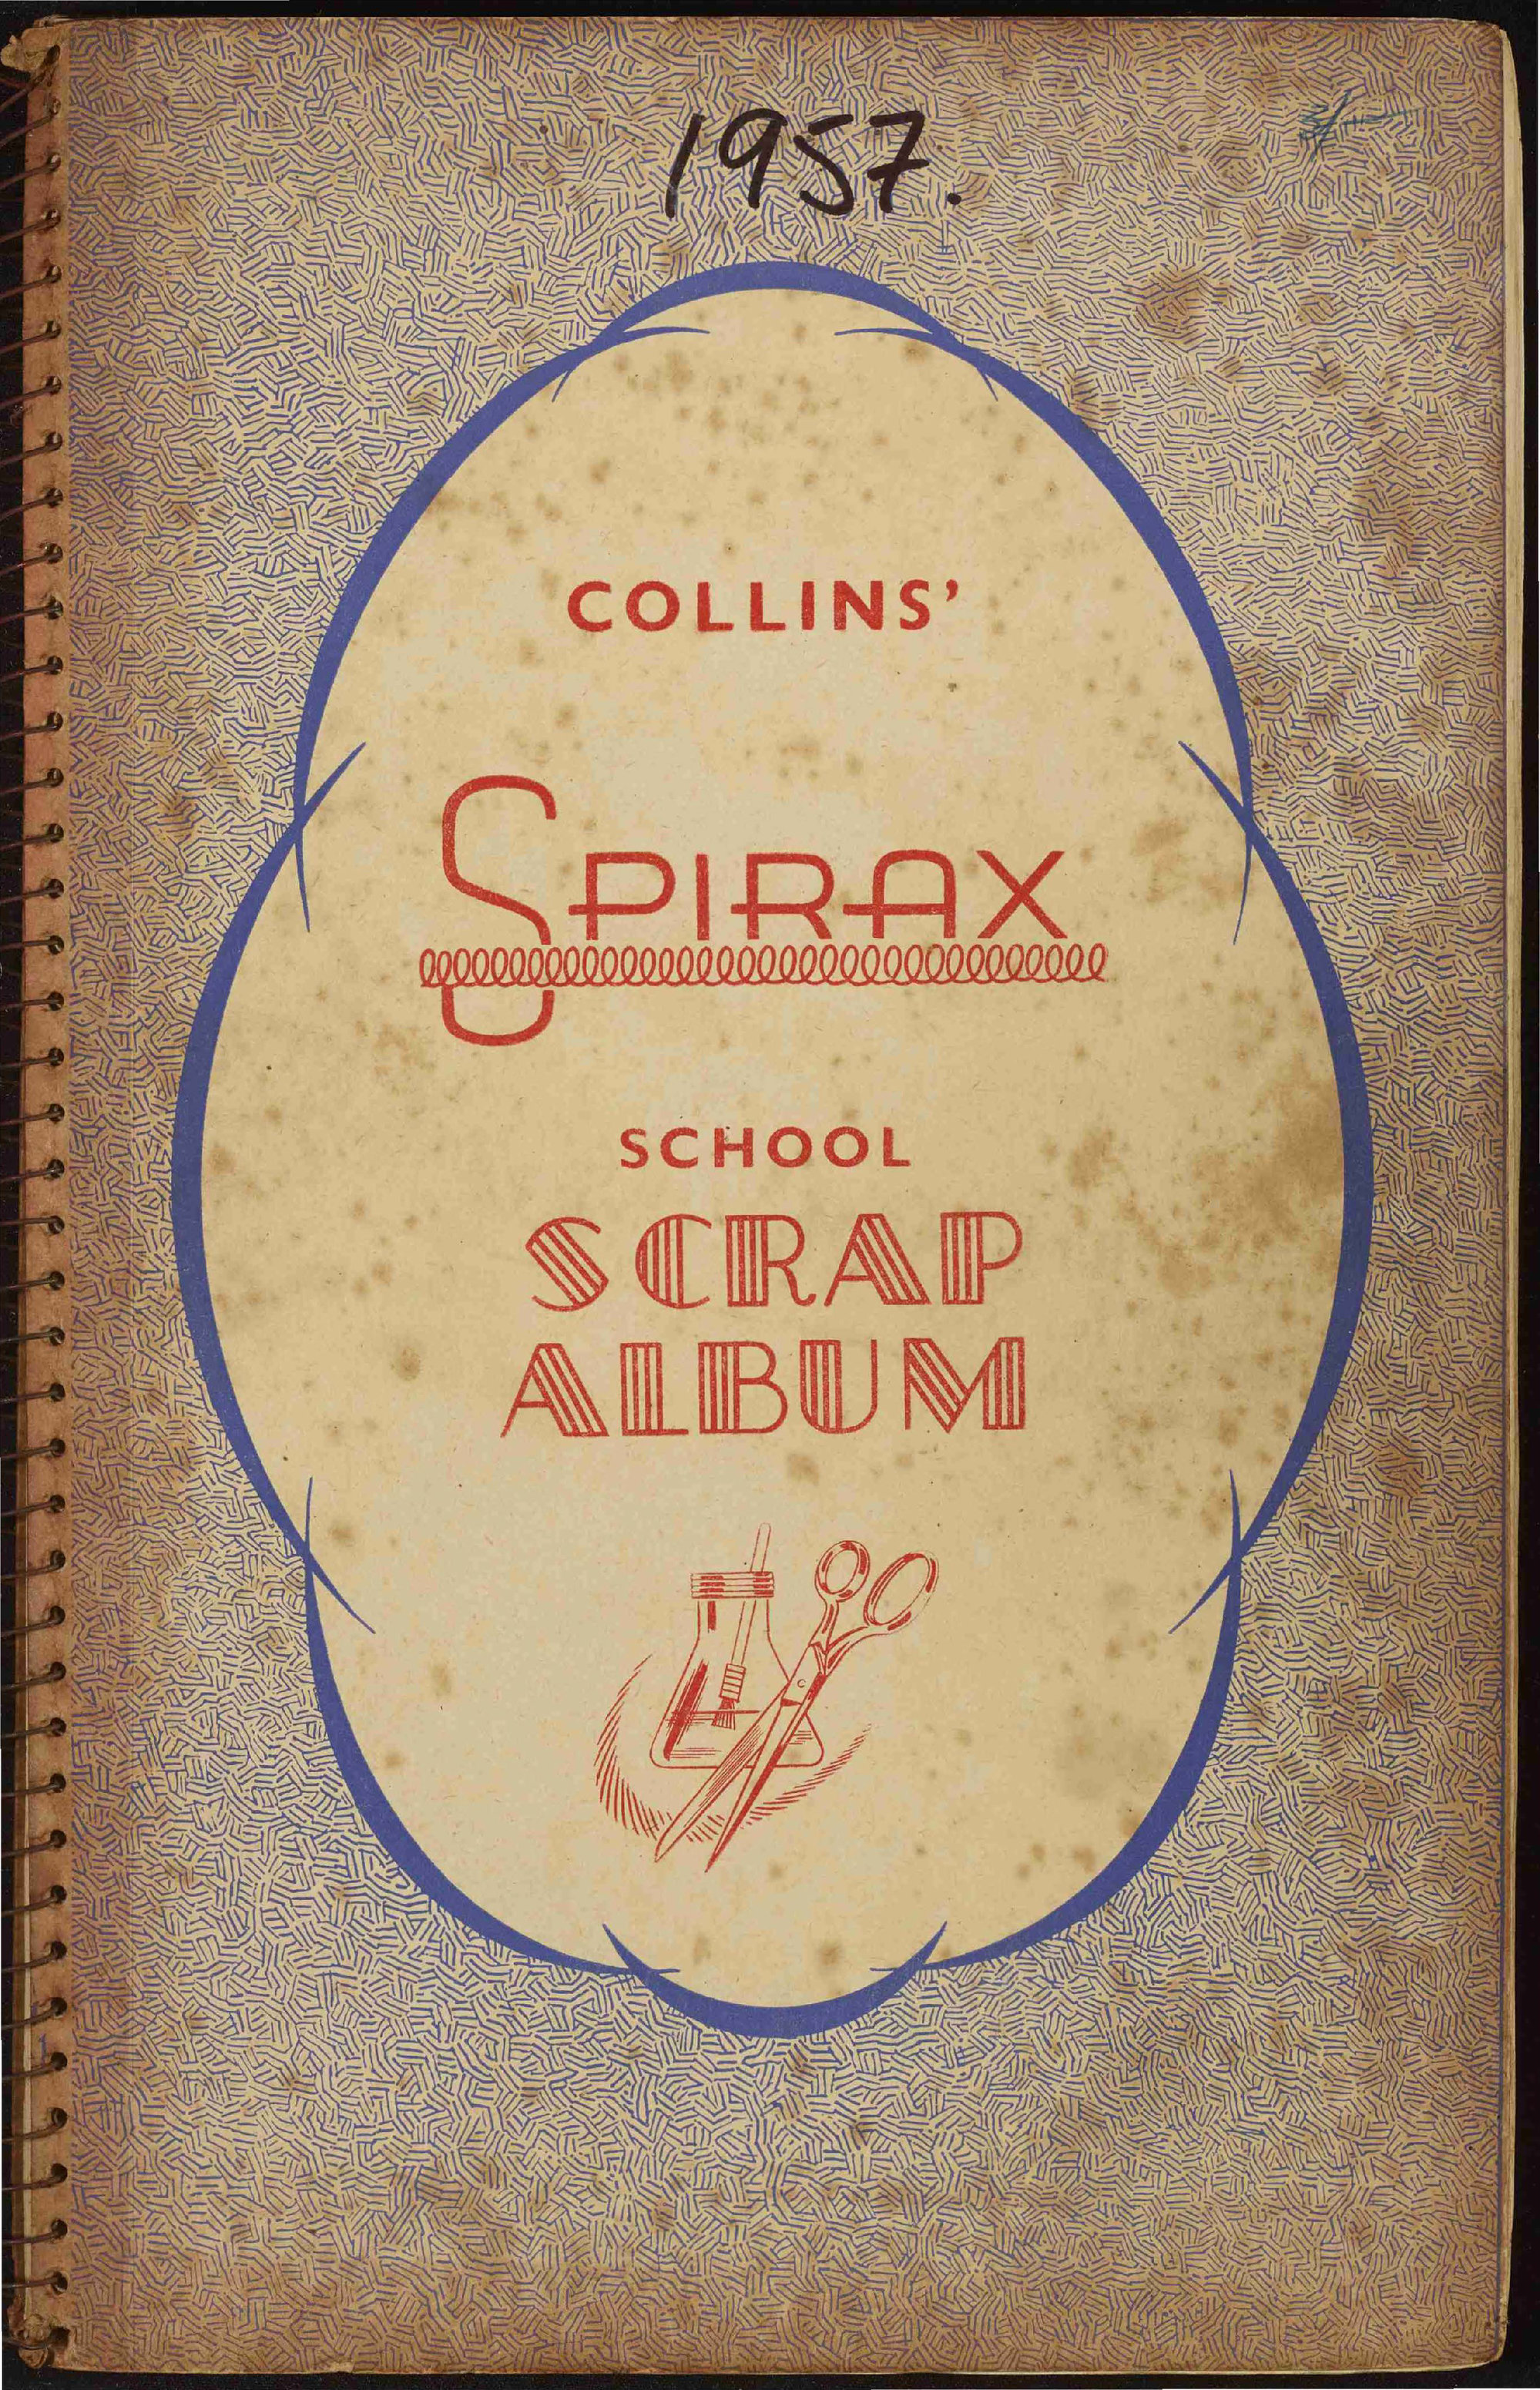 1957.
COLLINS'
SPIRAX
SCHOOL
SCRAP
ALBUM